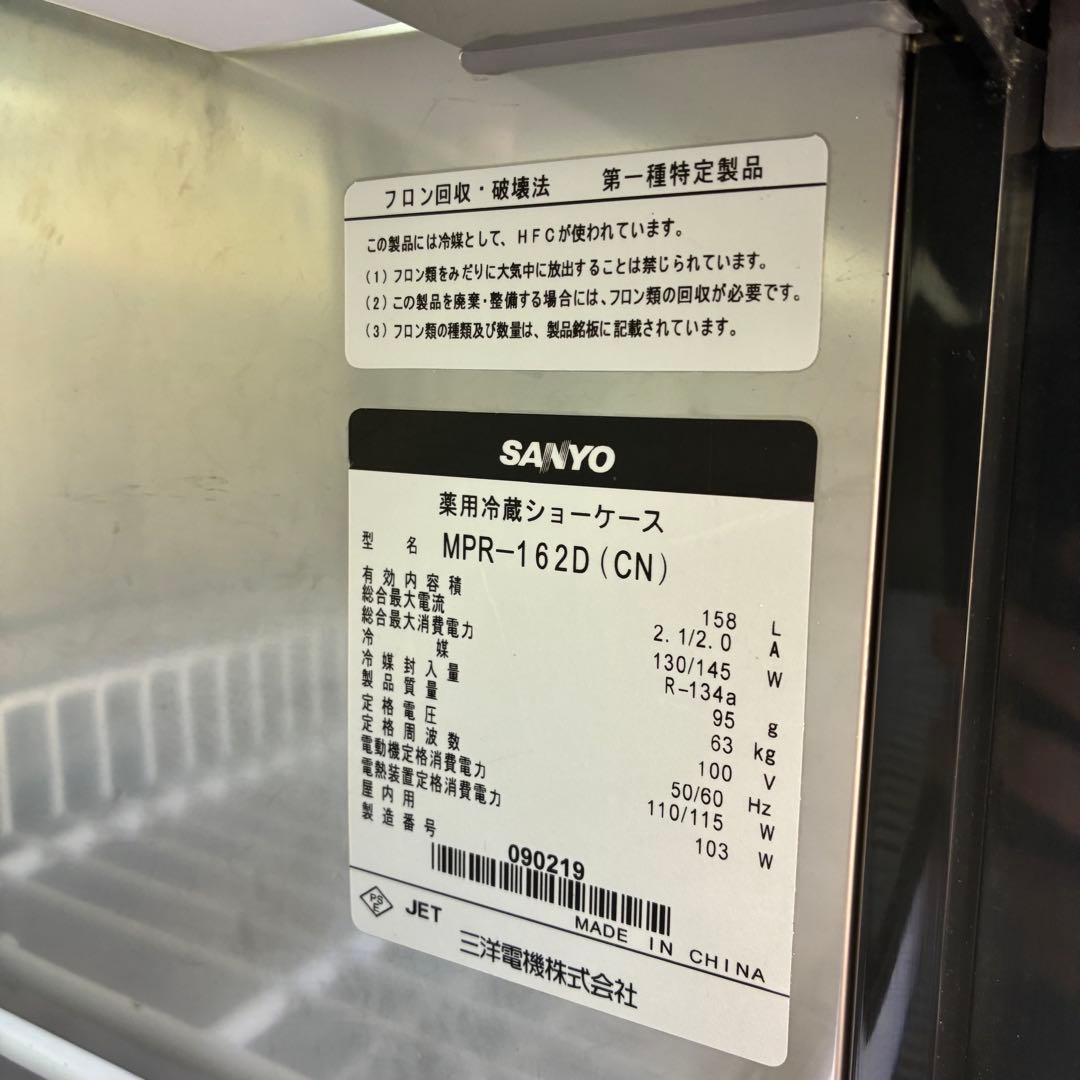 フロン回収・破壊法 第一種特定製品
この製品には冷媒として、HFCが使われています。
(1)フロン類をみだりに大気中に放出することは禁じられています。
(2)この製品を廃棄・整備する場合には、フロン類の回収が必要です。
(3)フロン類の種類及び数量は、製品銘板に記載されています。
SANYO
薬用冷蔵ショーケース
型名 MPR-162D(CN)
有効内容積 158 L
総合最大電流 2.1/2.0 A
総合最大消費電力 130/145 W
冷媒 R-134a
冷媒封入量 95 g
製品質量 63 kg
定格電圧 100 V
定格周波数 50/60 Hz
電動機定格消費電力 110/115 W
電熱装置定格消費電力 103 W
屋内用
製造番号 090219
PSE JET MADE IN CHINA
三洋電機株式会社